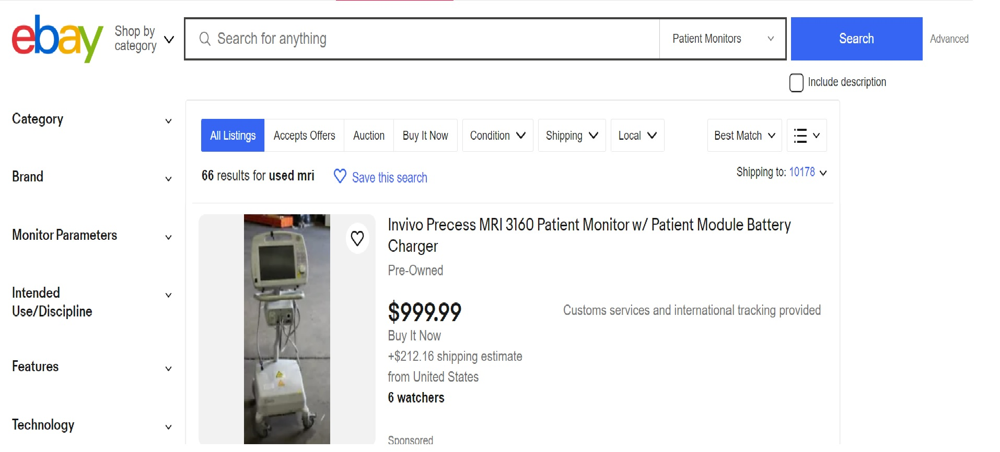 ebay
Shop by
category
Search for anything
Patient Monitors
Search
Advanced
Include description
Category
Brand
Monitor Parameters
Intended
Use/Discipline
Features
Technology
All Listings
Accepts Offers
Auction
Buy It Now
Condition
Shipping
Local
Best Match
66 results for used mri
Save this search
Shipping to: 10178
Invivo Precess MRI 3160 Patient Monitor w/ Patient Module Battery
Charger
Pre-Owned
$999.99
Customs services and international tracking provided
Buy It Now
+$212.16 shipping estimate
from United States
6 watchers
Sponsored